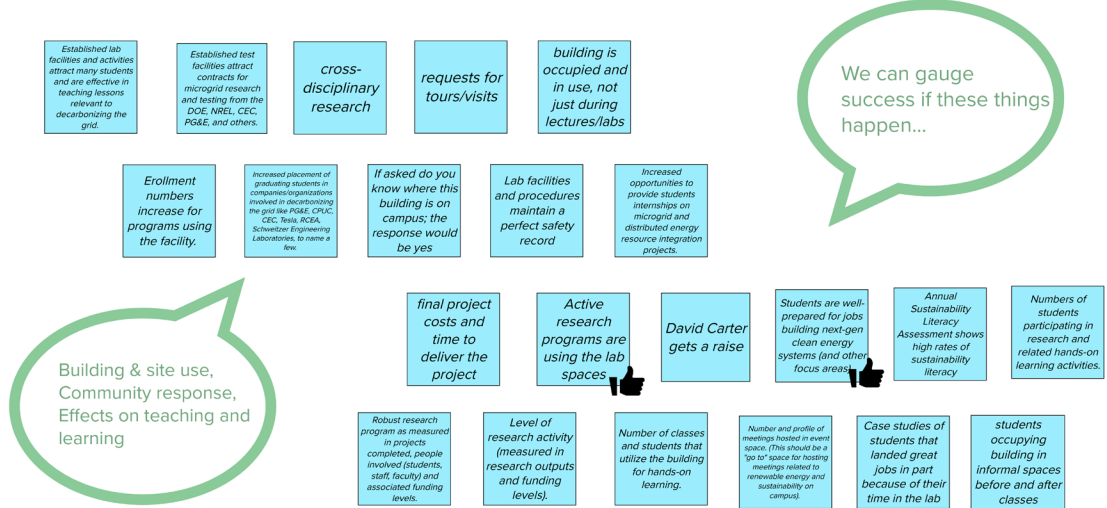 Established lab
facilities and activities
attract many students
and are effective in
teaching lessons
relevant to
decarbonizing the
grid.
Established test
facilities attract
contracts for
microgrid research
and testing from the
DOE, NREL, CEC,
PG&E, and others.
cross-
disciplinary
research
requests for
tours/visits
building is
occupied and
in use, not
just during
lectures/labs
We can gauge
success if these things
happen...
Erollment
numbers
increase for
programs using
the facility.
Increased placement of
graduating students in
companies/organizations
involved in decarbonizing
the grid like PG&E, CPUC,
CEC, Tesla, RCEA,
Schweitzer Engineering
Laboratories, to name a
few.
If asked do you
know where this
building is on
campus; the
response would
be yes
Lab facilities
and procedures
maintain a
perfect safety
record
Increased
opportunities to
provide students
internships on
microgrid and
distributed energy
resource integration
projects.
Building & site use,
Community response,
Effects on teaching and
learning
final project
costs and
time to
deliver the
project
Active
research
programs are
using the lab
spaces
David Carter
gets a raise
Students are well-
prepared for jobs
building next-gen
clean energy
systems (and other
focus areas)
Annual
Sustainability
Literacy
Assessment shows
high rates of
sustainability
literacy
Numbers of
students
participating in
research and
related hands-on
learning activities.
Robust research
program as measured
in projects
completed, people
involved (students,
staff, faculty) and
associated funding
levels.
Level of
research activity
(measured in
research outputs
and funding
levels).
Number of classes
and students that
utilize the building
for hands-on
learning.
Number and profile of
meetings hosted in event
space. (This should be a
"go to" space for hosting
meetings related to
renewable energy and
sustainability on
campus).
Case studies of
students that
landed great
jobs in part
because of their
time in the lab
students
occupying
building in
informal spaces
before and after
classes